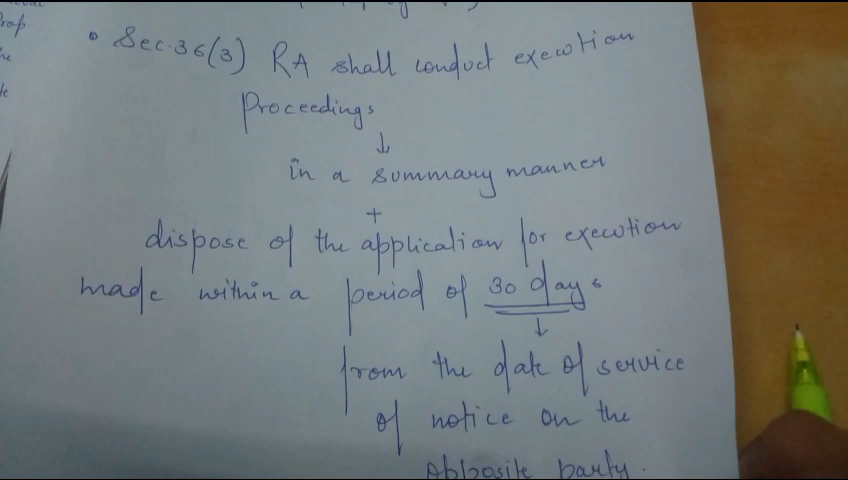 • Sec.36(3) RA shall conduct execution
Proceedings
↓
in a summary manner
+
dispose of the application for execution
made within a period of 30 days
↓
from the date of service
of notice on the
opposite party.